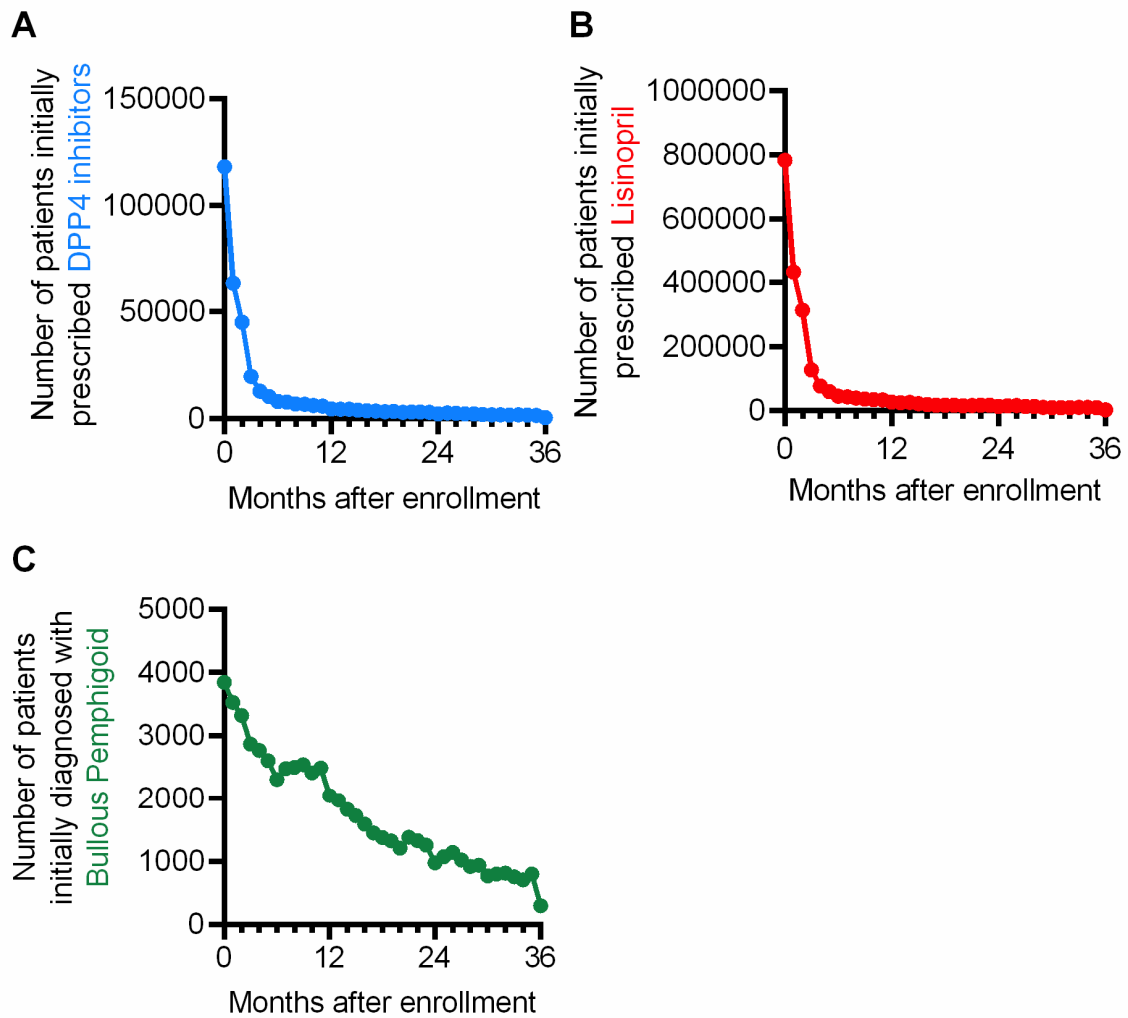 A
Number of patients initially
prescribed DPP4 inhibitors
150000
100000
50000
0
0
12
24
36
Months after enrollment
B
Number of patients initially
prescribed Lisinopril
1000000
800000
600000
400000
200000
0
0
12
24
36
Months after enrollment
C
Number of patients
initially diagnosed with
Bullous Pemphigoid
5000
4000
3000
2000
1000
0
0
12
24
36
Months after enrollment